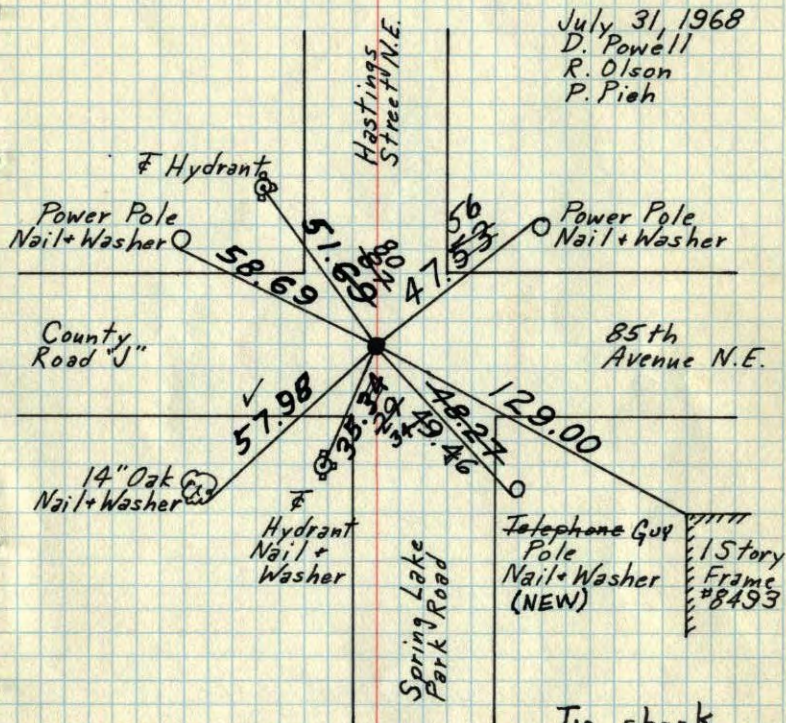 July 31, 1968
D. Powell
R. Olson
P. Pieh
Hastings
Street N.E.
Hydrant
Power Pole
Nail + Washer
58.69
51.69
56
47.53
Power Pole
Nail + Washer
County
Road "J"
85th
Avenue N.E.
✓
57.98
35.34
49.46
48.27
129.00
14" Oak
Nail + Washer
Hydrant
Nail +
Washer
Telephone Guy
Pole
Nail + Washer
(NEW)
1 Story
Frame
#8493
Spring Lake
Park Road